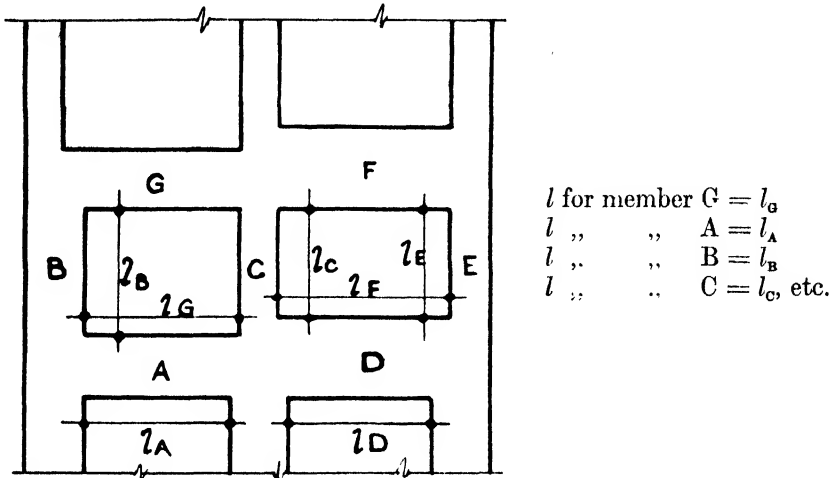 G
F
B
l_B
C
l_C
l_E
E
l_G
l_F
A
D
l_A
l_D
l for member G = l_G
l ,, ,, A = l_A
l ,, ,, B = l_B
l ,, ,, C = l_C, etc.